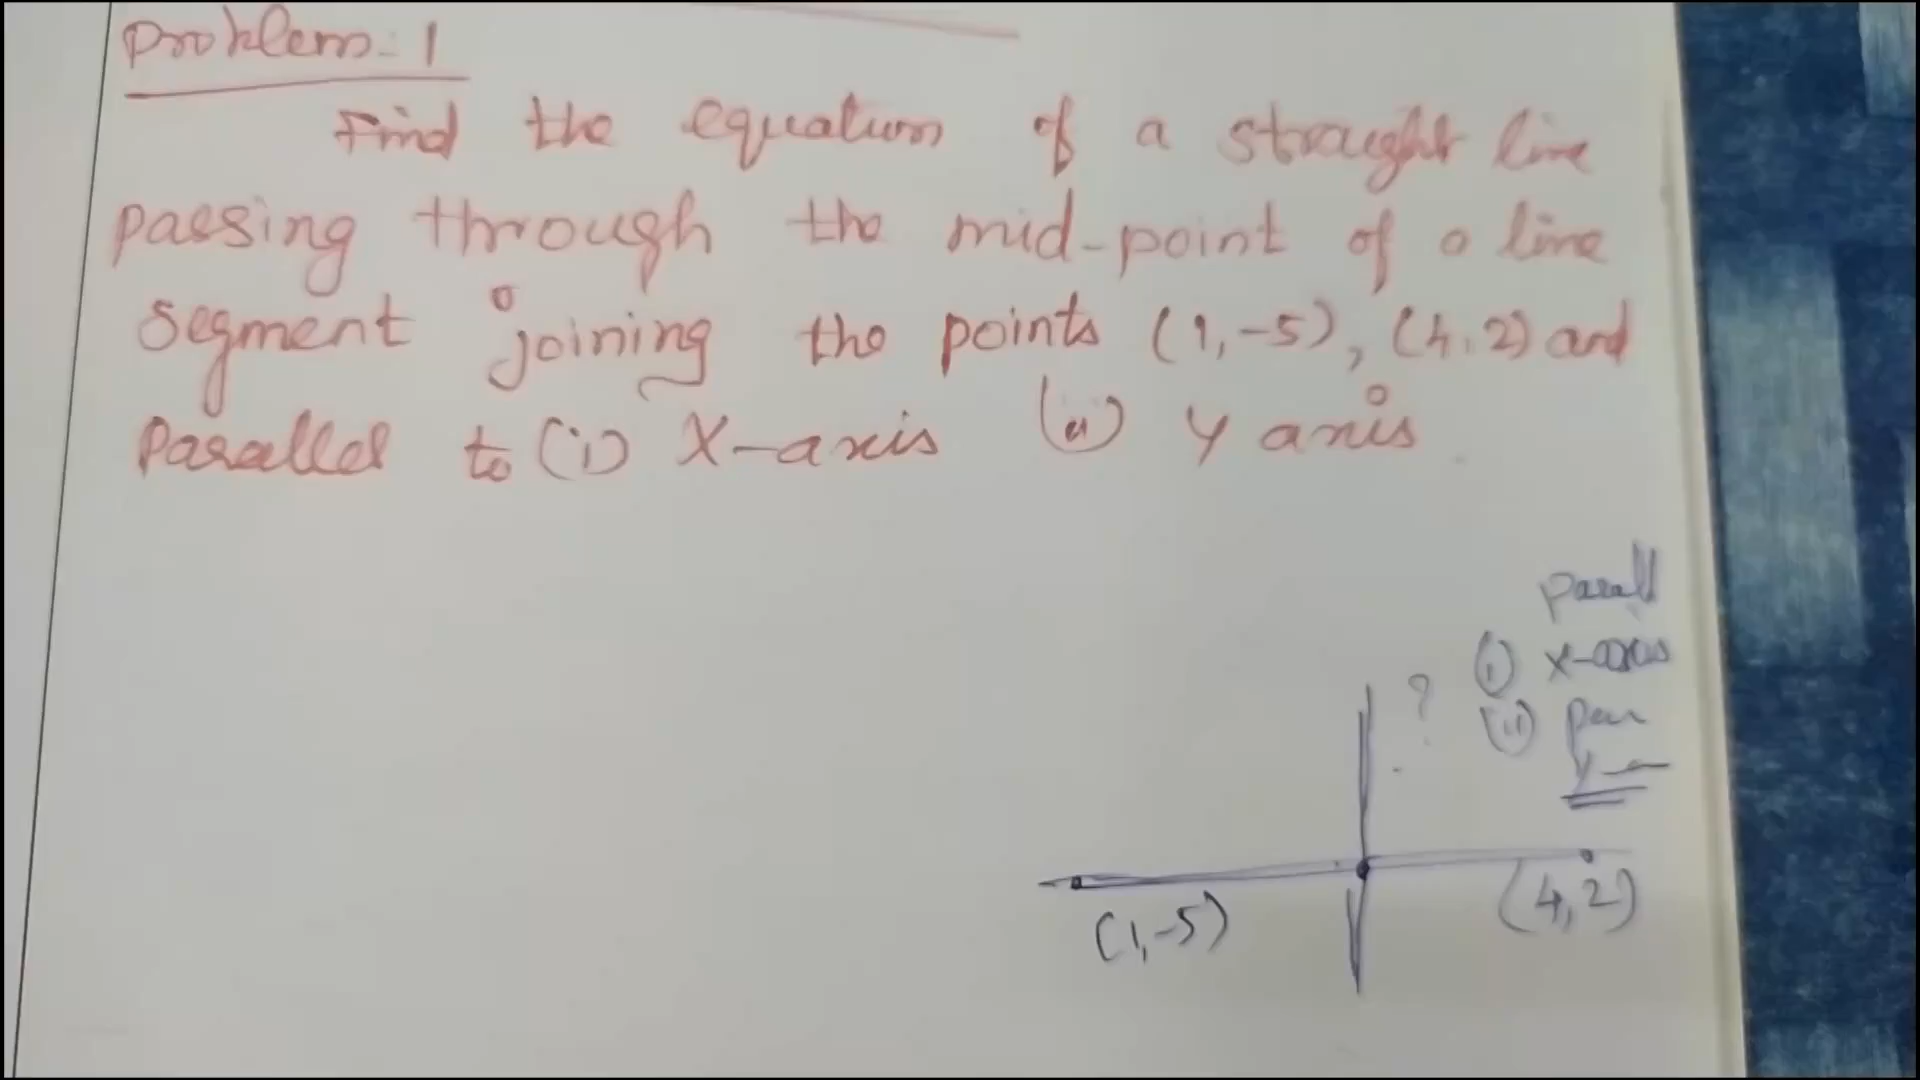 Problem-1
Find the equation of a straight line
passing through the mid-point of a line
segment joining the points (1,-5), (4,2) and
Parallel to (i) X-axis (ii) Y axis
parall
(i) x-axis
? (ii) par
y-a
(1,-5)
(4,2)